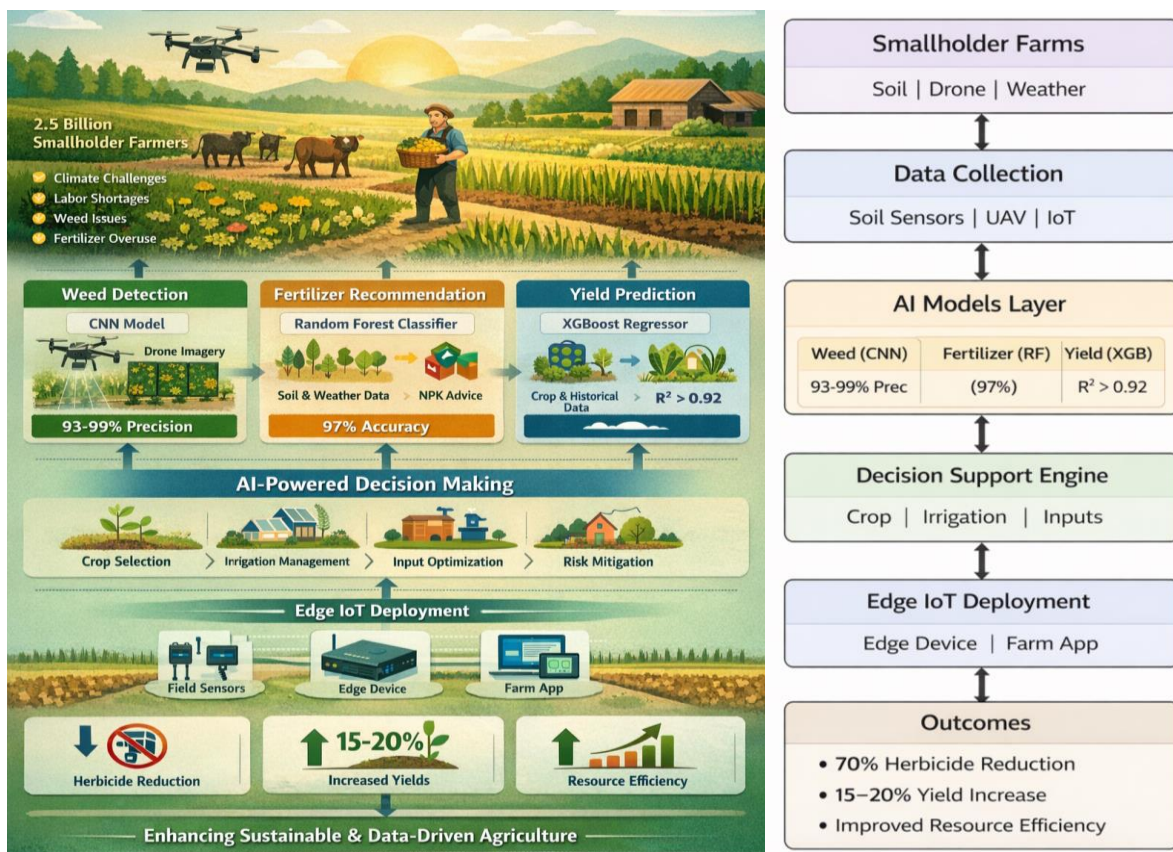 2.5 Billion
Smallholder Farmers
Climate Challenges
Labor Shortages
Weed Issues
Fertilizer Overuse
Weed Detection
CNN Model
Drone Imagery
93-99% Precision
Fertilizer Recommendation
Random Forest Classifier
Soil & Weather Data > NPK Advice
97% Accuracy
Yield Prediction
XGBoost Regressor
Crop & Historical
Data
> R² > 0.92
AI-Powered Decision Making
Crop Selection > Irrigation Management > Input Optimization > Risk Mitigation
Edge IoT Deployment
Field Sensors
Edge Device
Farm App
Herbicide Reduction
15-20%
Increased Yields
Resource Efficiency
Enhancing Sustainable & Data-Driven Agriculture
Smallholder Farms
Soil | Drone | Weather
Data Collection
Soil Sensors | UAV | IoT
AI Models Layer
Weed (CNN) Fertilizer (RF) Yield (XGB)
93-99% Prec (97%) R² > 0.92
Decision Support Engine
Crop | Irrigation | Inputs
Edge IoT Deployment
Edge Device | Farm App
Outcomes
• 70% Herbicide Reduction
• 15–20% Yield Increase
• Improved Resource Efficiency